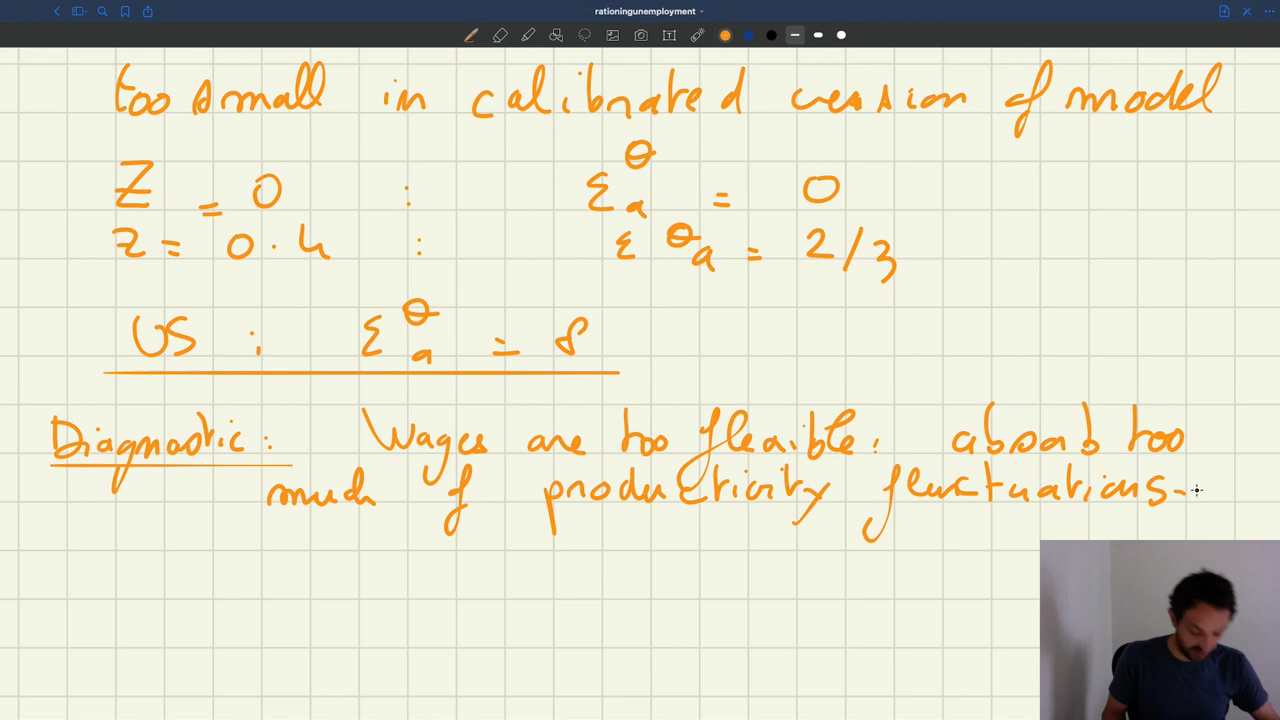 rationingunemployment
too small in calibrated version of model
Z = 0 : ε^θ_a = 0
z = 0.4 : ε^θ_a = 2/3
US : ε^θ_a = 8
Diagnostic: Wages are too flexible: absorb too
much of productivity fluctuations.